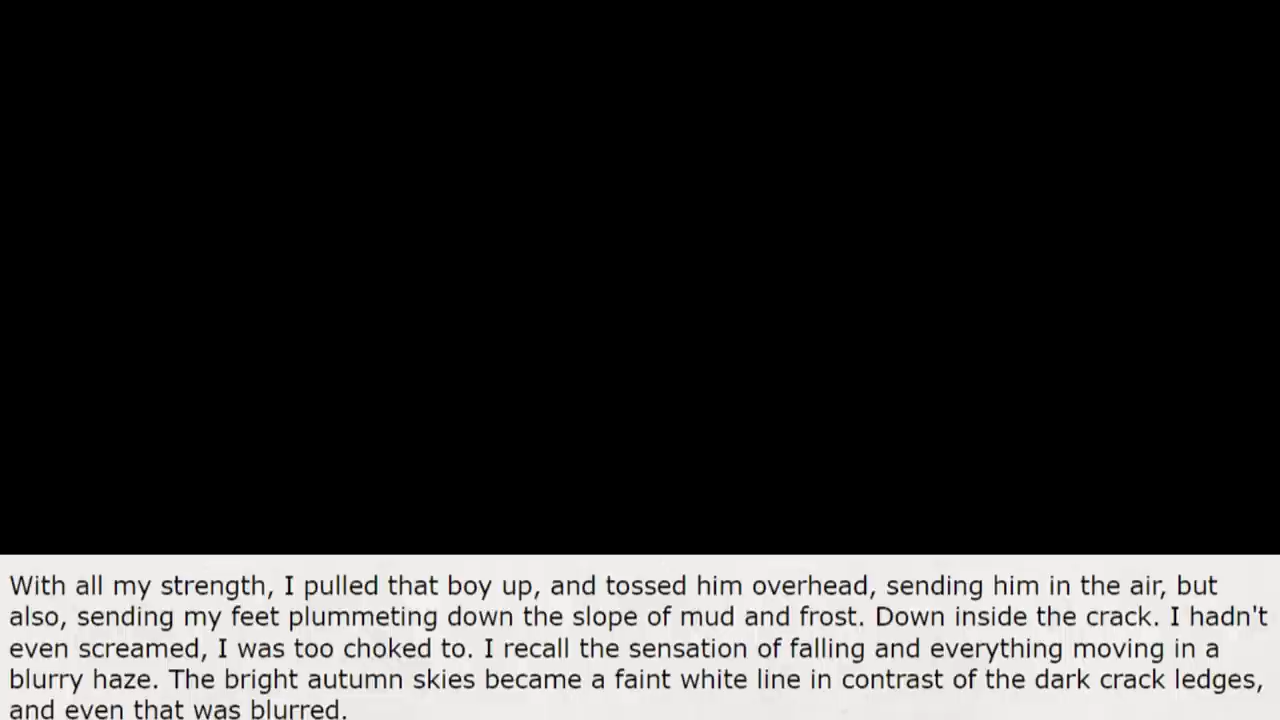 With all my strength, I pulled that boy up, and tossed him overhead, sending him in the air, but
also, sending my feet plummeting down the slope of mud and frost. Down inside the crack. I hadn't
even screamed, I was too choked to. I recall the sensation of falling and everything moving in a
blurry haze. The bright autumn skies became a faint white line in contrast of the dark crack ledges,
and even that was blurred.